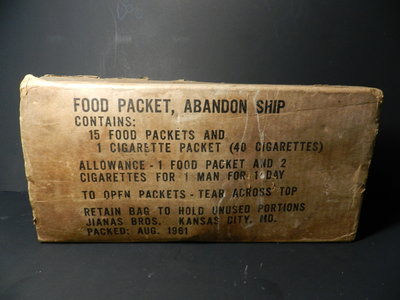 FOOD PACKET, ABANDON SHIP
CONTAINS:
15 FOOD PACKETS AND
1 CIGARETTE PACKET (40 CIGARETTES)
ALLOWANCE - 1 FOOD PACKET AND 2
CIGARETTES FOR 1 MAN FOR 1 DAY
TO OPEN PACKETS - TEAR ACROSS TOP
RETAIN BAG TO HOLD UNUSED PORTIONS
JIANAS BROS. KANSAS CITY, MO.
PACKED: AUG. 1961